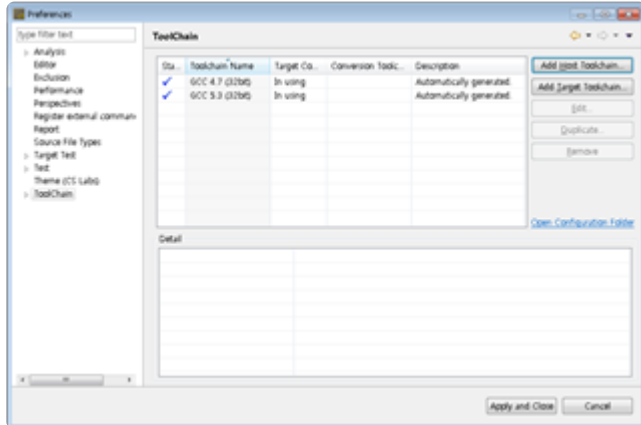 Preferences
type filter text
Analysis
Editor
Exclusion
Performance
Perspectives
Register external comman
Report
Source File Types
Target Test
Test
Theme (CS Labs)
ToolChain
ToolChain
Sta... Toolchain Name Target Co... Conversion Toolc... Description
GCC 4.7 (32bit) In using Automatically generated.
GCC 5.3 (32bit) In using Automatically generated.
Add Host Toolchain...
Add Target Toolchain...
Edit...
Duplicate...
Remove
Open Configuration Folder
Detail
Apply and Close Cancel